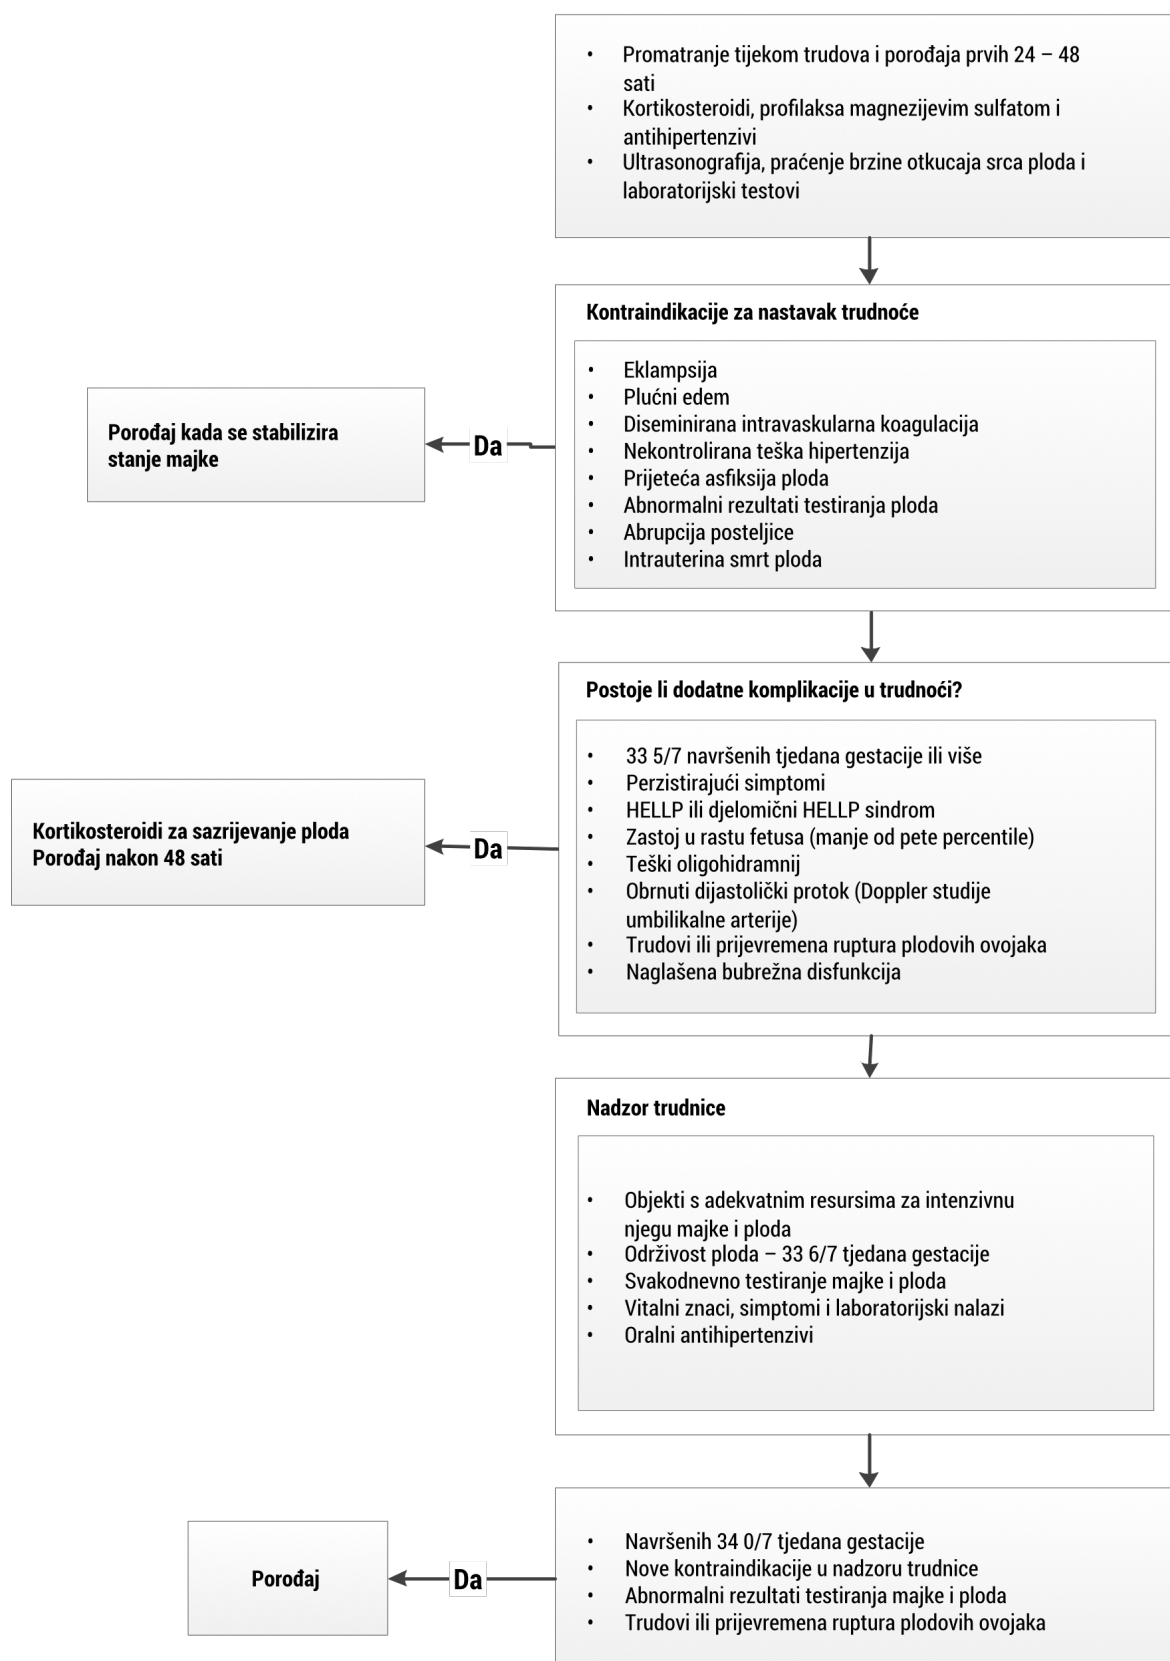 • Promatranje tijekom trudova i porođaja prvih 24 – 48
sati
• Kortikosteroidi, profilaksa magnezijevim sulfatom i
antihipertenzivi
• Ultrasonografija, praćenje brzine otkucaja srca ploda i
laboratorijski testovi
Kontraindikacije za nastavak trudnoće
• Eklampsija
• Plućni edem
• Diseminirana intravaskularna koagulacija
• Nekontrolirana teška hipertenzija
• Prijeteća asfiksija ploda
• Abnormalni rezultati testiranja ploda
• Abrupcija posteljice
• Intrauterina smrt ploda
Da
Porođaj kada se stabilizira
stanje majke
Postoje li dodatne komplikacije u trudnoći?
• 33 5/7 navršenih tjedana gestacije ili više
• Perzistirajući simptomi
• HELLP ili djelomični HELLP sindrom
• Zastoj u rastu fetusa (manje od pete percentile)
• Teški oligohidramnij
• Obrnuti dijastolički protok (Doppler studije
umbilikalne arterije)
• Trudovi ili prijevremena ruptura plodovih ovojaka
• Naglašena bubrežna disfunkcija
Da
Kortikosteroidi za sazrijevanje ploda
Porođaj nakon 48 sati
Nadzor trudnice
• Objekti s adekvatnim resursima za intenzivnu
njegu majke i ploda
• Održivost ploda – 33 6/7 tjedana gestacije
• Svakodnevno testiranje majke i ploda
• Vitalni znaci, simptomi i laboratorijski nalazi
• Oralni antihipertenzivi
• Navršenih 34 0/7 tjedana gestacije
• Nove kontraindikacije u nadzoru trudnice
• Abnormalni rezultati testiranja majke i ploda
• Trudovi ili prijevremena ruptura plodovih ovojaka
Da
Porođaj